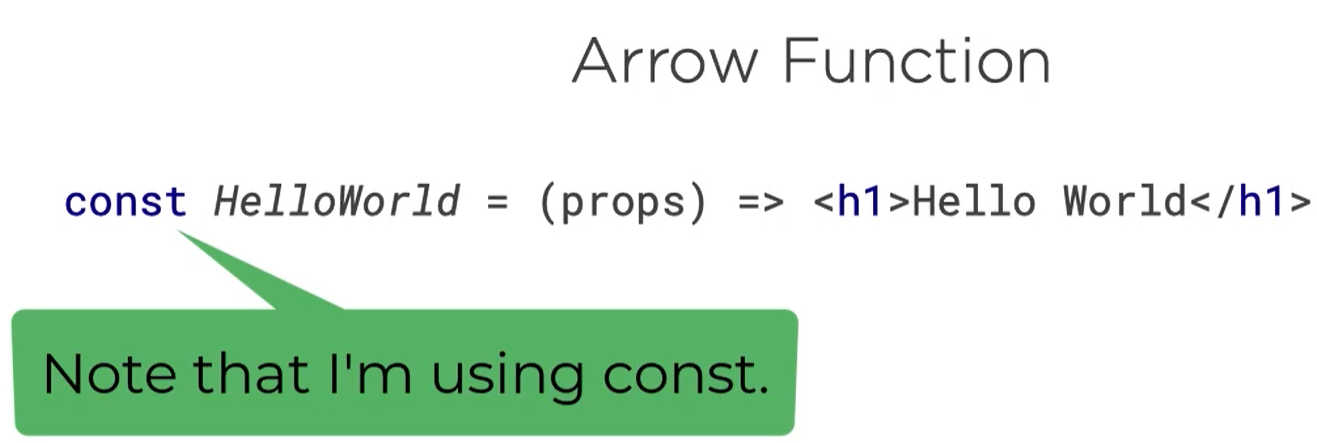 Arrow Function
const HelloWorld = (props) => <h1>Hello World</h1>
Note that I'm using const.